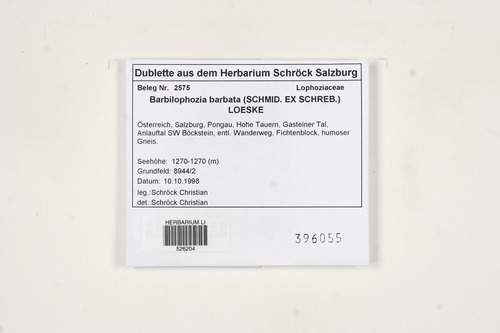 Dublette aus dem Herbarium Schröck Salzburg
Beleg Nr. 2575 Lophoziaceae
Barbilophozia barbata (SCHMID. EX SCHREB.)
LOESKE
Österreich, Salzburg, Pongau, Hohe Tauern, Gasteiner Tal,
Anlauftal SW Böckstein, entl. Wanderweg, Fichtenblock, humoser
Gneis.
Seehöhe: 1270-1270 (m)
Grundfeld: 8944/2
Datum: 10.10.1998
leg.:Schröck Christian
det.:Schröck Christian
HERBARIUM LI
526204
396055